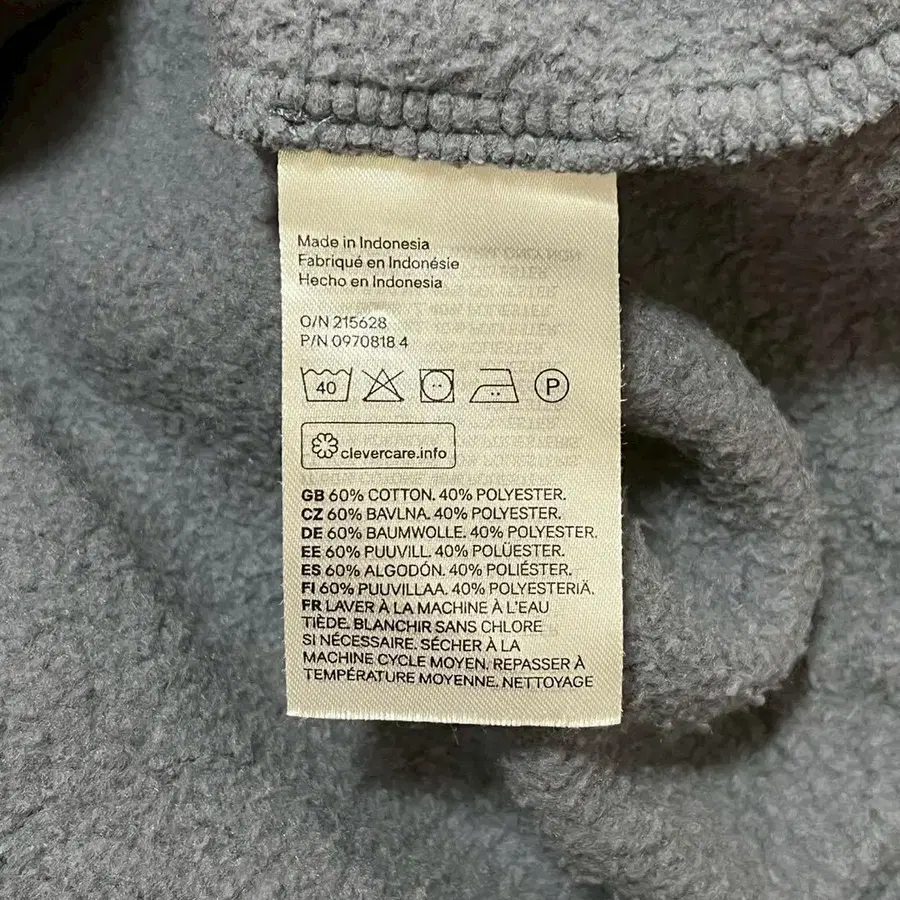 Made in Indonesia
Fabriqué en Indonésie
Hecho en Indonesia
O/N 215628
P/N 0970818 4
40 P
clevercare.info
GB 60% COTTON. 40% POLYESTER.
CZ 60% BAVLNA. 40% POLYESTER.
DE 60% BAUMWOLLE. 40% POLYESTER.
EE 60% PUUVILL. 40% POLÜESTER.
ES 60% ALGODÓN. 40% POLIÉSTER.
FI 60% PUUVILLAA. 40% POLYESTERIÄ.
FR LAVER À LA MACHINE À L'EAU
TIÈDE. BLANCHIR SANS CHLORE
SI NÉCESSAIRE. SÉCHER À LA
MACHINE CYCLE MOYEN. REPASSER À
TEMPÉRATURE MOYENNE. NETTOYAGE